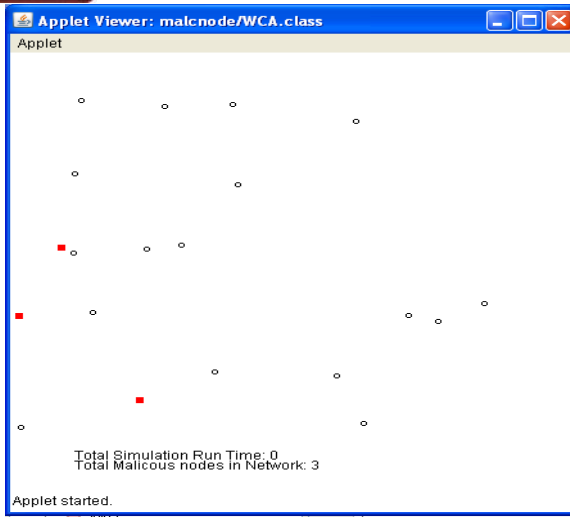 Applet Viewer: malcnode/WCA.class
Applet
Total Simulation Run Time: 0
Total Malicous nodes in Network: 3
Applet started.